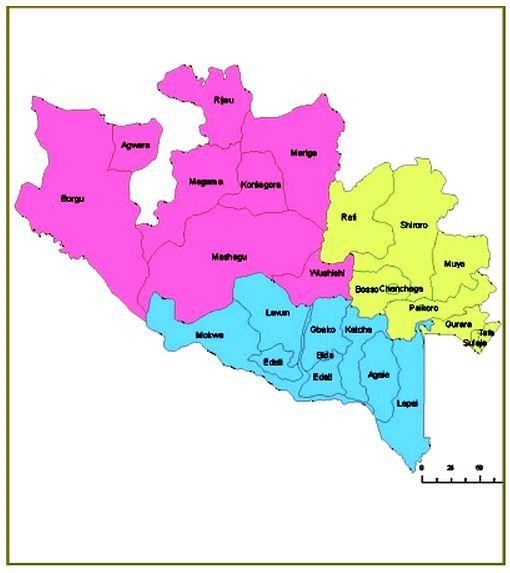 Rijau
Agwara
Mariga
Magama
Kontagora
Borgu
Rafi
Shiroro
Mashegu
Muya
Wushishi
Bosso
Chanchaga
Paikoro
Lavun
Gbako
Katcha
Gurara
Mokwa
Tafa
Suleja
Bida
Edati
Edati
Agaie
Lapai
0 25 50